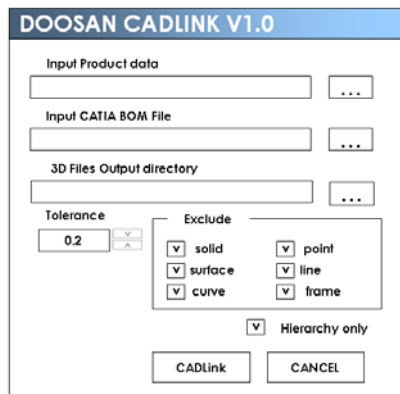 DOOSAN CADLINK V1.0
Input Product data
...
Input CATIA BOM File
...
3D Files Output directory
...
Tolerance
0.2
Exclude
v solid v point
v surface v line
v curve v frame
v Hierarchy only
CADLink CANCEL